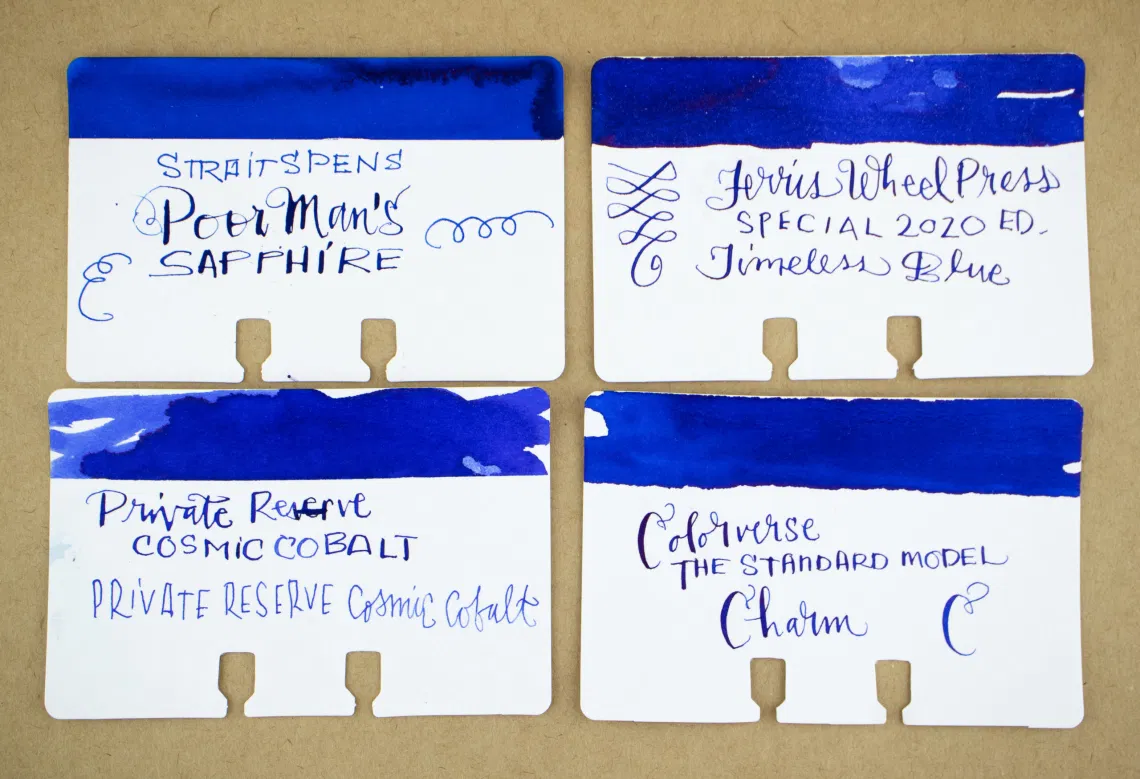 STRAITSPENS
Poor Man's
SAPPHIRE
Ferris Wheel Press
SPECIAL 2020 ED.
Timeless Blue
Private Reserve
COSMIC COBALT
PRIVATE RESERVE Cosmic Cobalt
Colorverse
THE STANDARD MODEL
Charm C